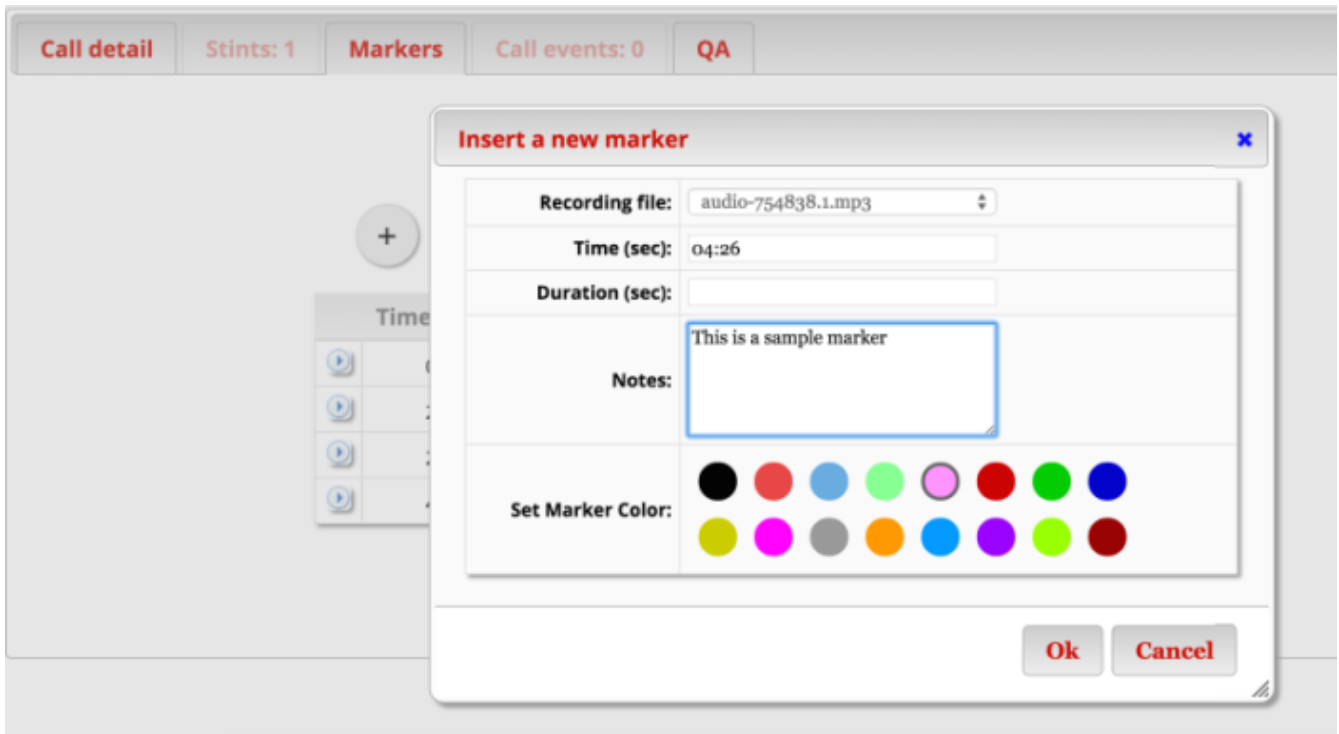 Call detail
Stints: 1
Markers
Call events: 0
QA
Insert a new marker
Recording file: audio-754838.1.mp3
Time (sec): 04:26
Duration (sec):
Notes: This is a sample marker
Set Marker Color:
+
Time
Ok
Cancel